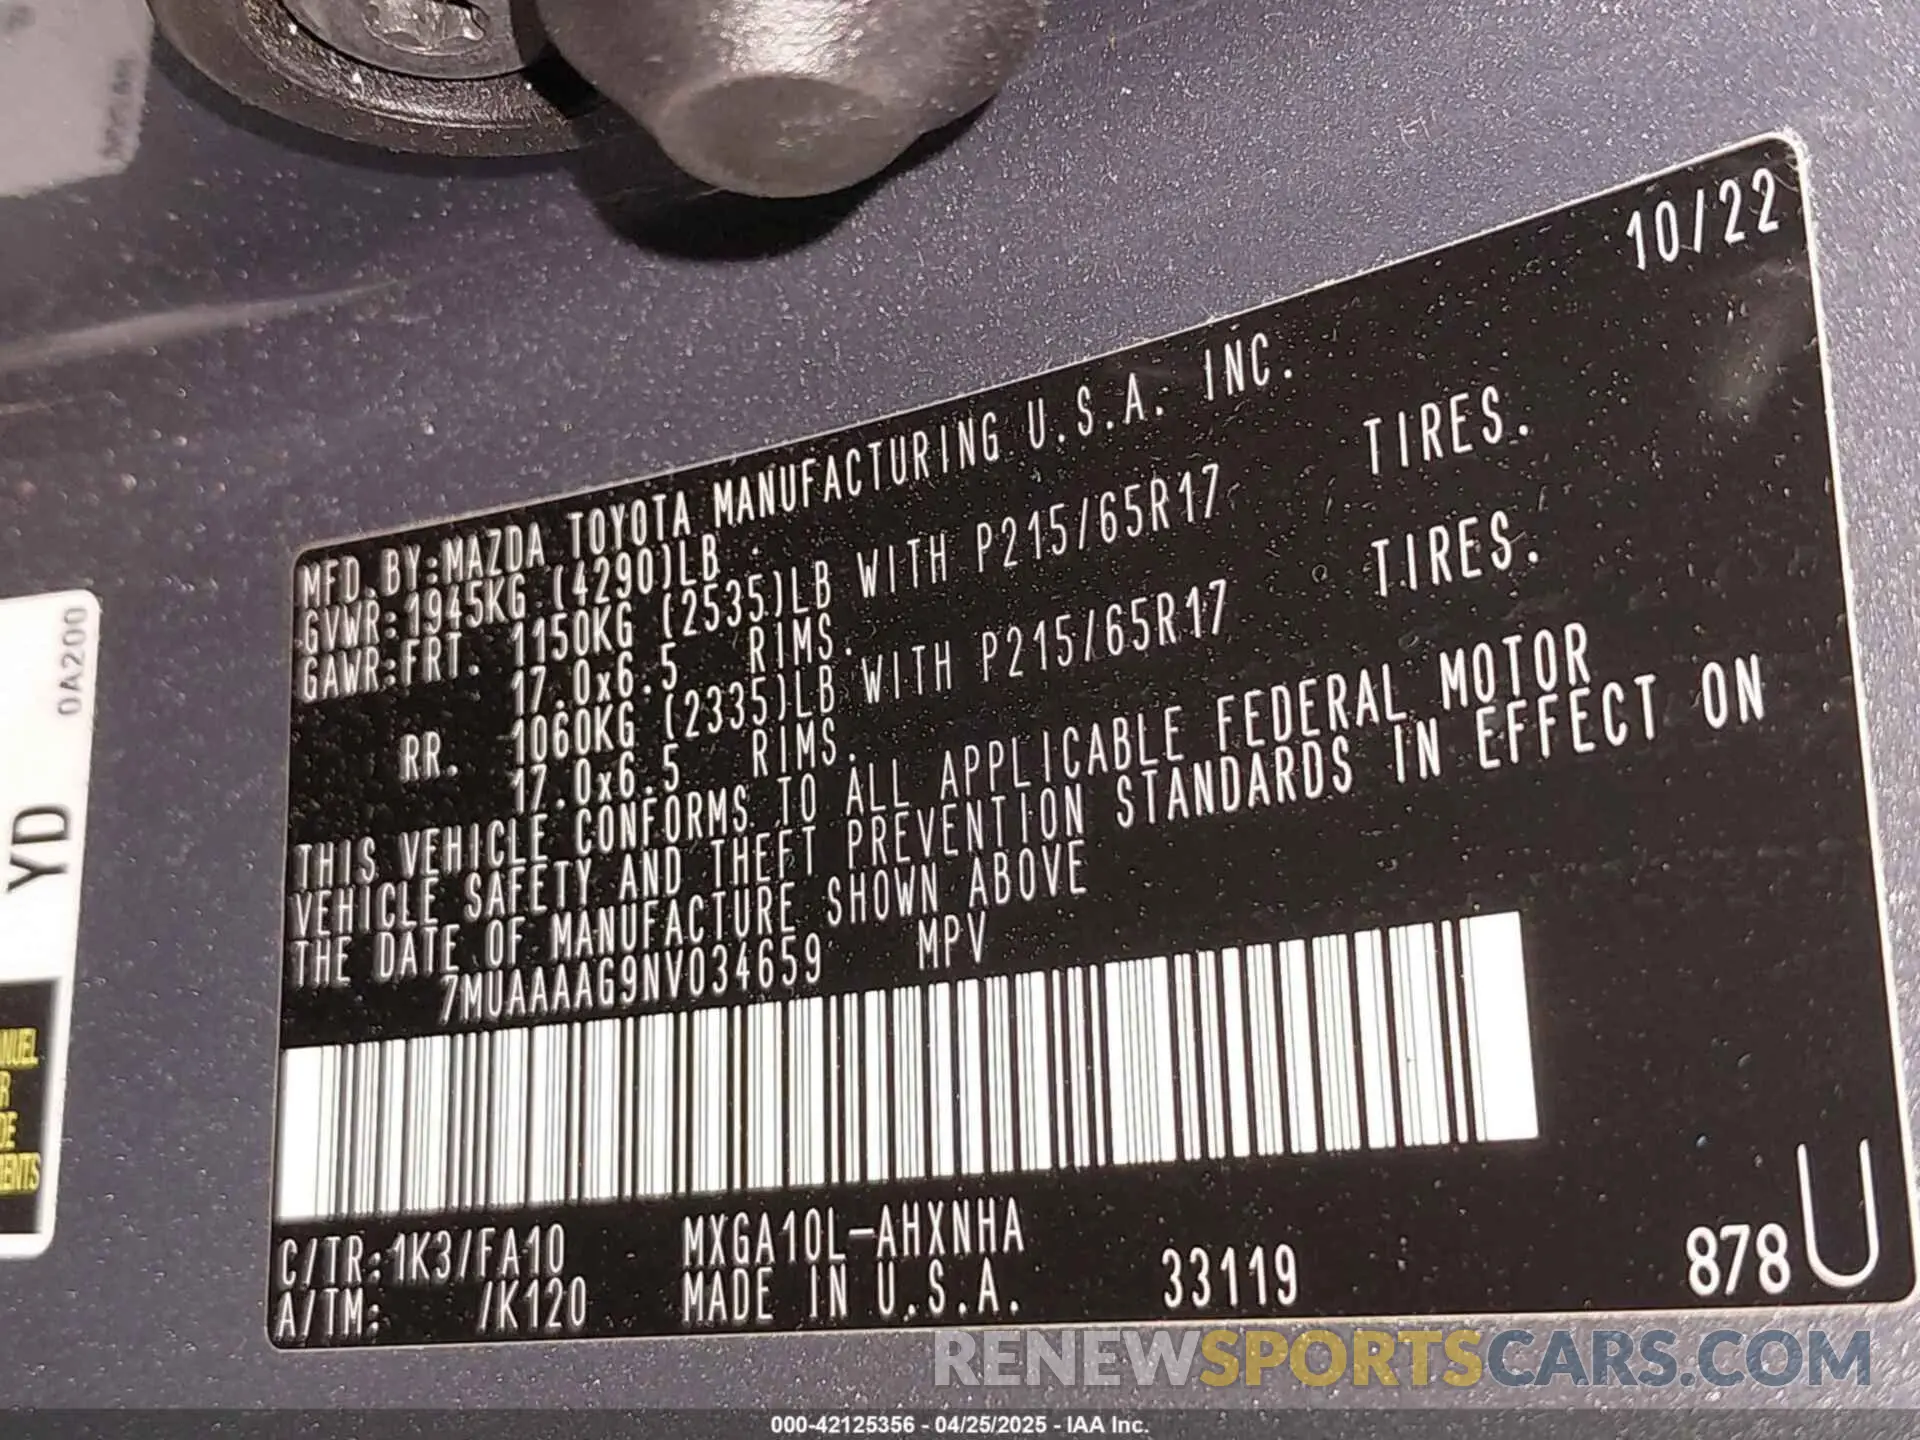 10/22
MFD.BY:MAZDA TOYOTA MANUFACTURING U.S.A. INC.
GVWR:1945KG (4290)LB
GAWR:FRT. 1150KG (2535)LB WITH P215/65R17 TIRES.
17.0x6.5 RIMS.
RR. 1060KG (2335)LB WITH P215/65R17 TIRES.
17.0x6.5 RIMS.
THIS VEHICLE CONFORMS TO ALL APPLICABLE FEDERAL MOTOR
VEHICLE SAFETY AND THEFT PREVENTION STANDARDS IN EFFECT ON
THE DATE OF MANUFACTURE SHOWN ABOVE
7MUAAAAG9NV034659 MPV
C/TR:1K3/FA10 MXGA10L-AHXNHA
A/TM: /K120 MADE IN U.S.A. 33119 878U
0A200
YD
RENEWSPORTSCARS.COM
000-42125356 - 04/25/2025 - IAA Inc.